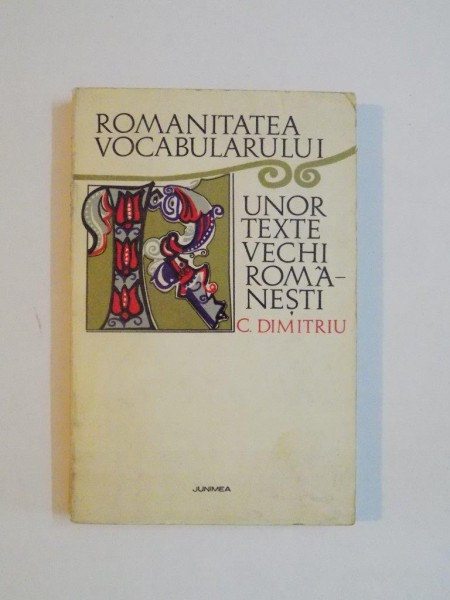 ROMANITATEA
VOCABULARULUI
UNOR
TEXTE
VECHI
ROMÂ-
NEȘTI
C. DIMITRIU
JUNIMEA